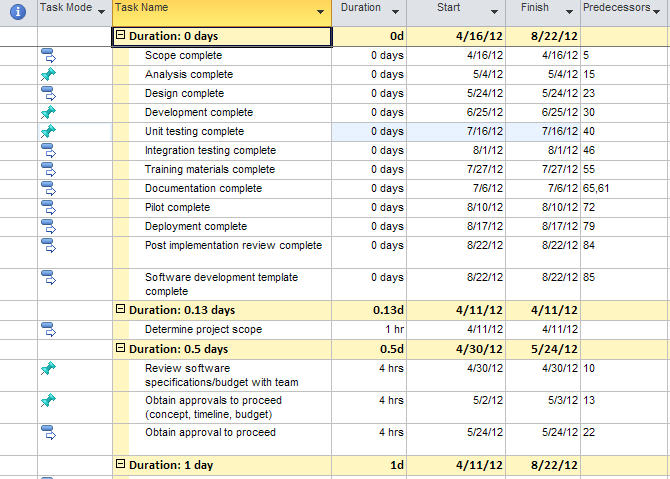 Task Mode Task Name Duration Start Finish Predecessors
Duration: 0 days 0d 4/16/12 8/22/12
Scope complete 0 days 4/16/12 4/16/12 5
Analysis complete 0 days 5/4/12 5/4/12 15
Design complete 0 days 5/24/12 5/24/12 23
Development complete 0 days 6/25/12 6/25/12 30
Unit testing complete 0 days 7/16/12 7/16/12 40
Integration testing complete 0 days 8/1/12 8/1/12 46
Training materials complete 0 days 7/27/12 7/27/12 55
Documentation complete 0 days 7/6/12 7/6/12 65,61
Pilot complete 0 days 8/10/12 8/10/12 72
Deployment complete 0 days 8/17/12 8/17/12 79
Post implementation review complete 0 days 8/22/12 8/22/12 84
Software development template 0 days 8/22/12 8/22/12 85
complete
Duration: 0.13 days 0.13d 4/11/12 4/11/12
Determine project scope 1 hr 4/11/12 4/11/12
Duration: 0.5 days 0.5d 4/30/12 5/24/12
Review software 4 hrs 4/30/12 4/30/12 10
specifications/budget with team
Obtain approvals to proceed 4 hrs 5/2/12 5/3/12 13
(concept, timeline, budget)
Obtain approval to proceed 4 hrs 5/24/12 5/24/12 22
Duration: 1 day 1d 4/11/12 8/22/12